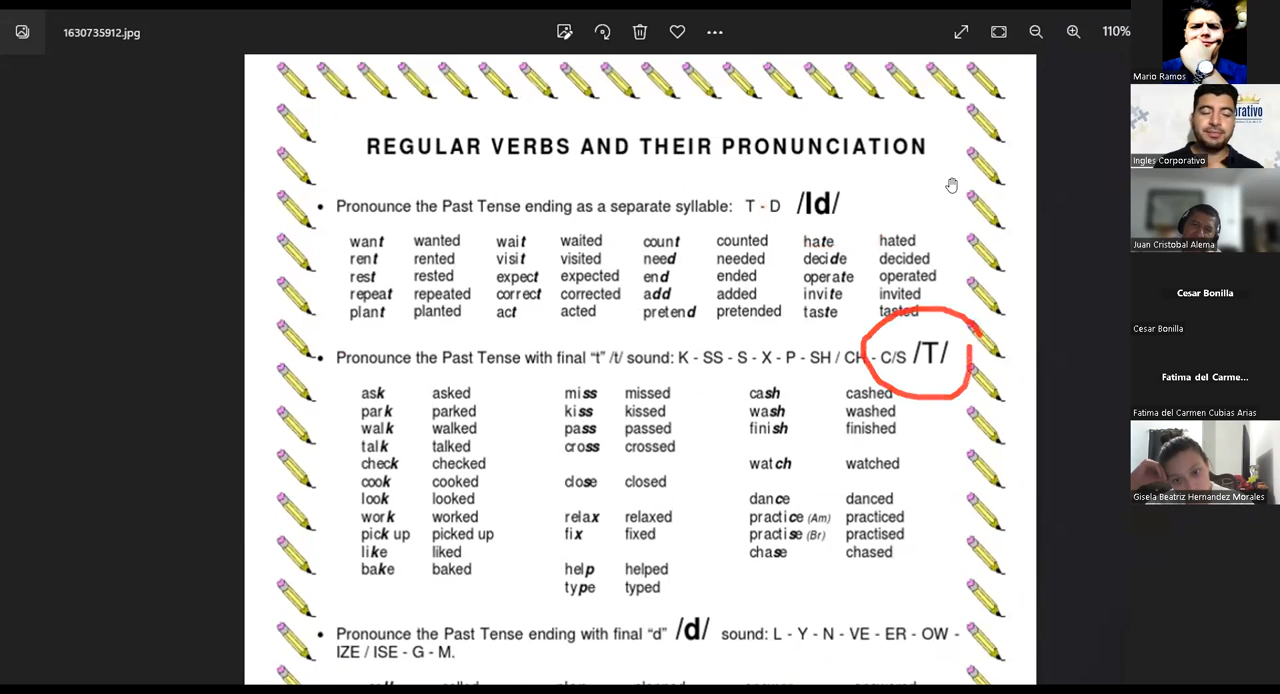 1630735912.jpg
110%
REGULAR VERBS AND THEIR PRONUNCIATION
• Pronounce the Past Tense ending as a separate syllable: T - D /Id/
want wanted wait waited count counted hate hated
rent rented visit visited need needed decide decided
rest rested expect expected end ended operate operated
repeat repeated correct corrected add added invite invited
plant planted act acted pretend pretended taste tasted
• Pronounce the Past Tense with final “t” /t/ sound: K - SS - S - X - P - SH / CH - C/S /T/
ask asked miss missed cash cashed
park parked kiss kissed wash washed
walk walked pass passed finish finished
talk talked cross crossed
check checked watch watched
cook cooked close closed
look looked dance danced
work worked relax relaxed practice (Am) practiced
pick up picked up fix fixed practise (Br) practised
like liked chase chased
bake baked help helped
type typed
• Pronounce the Past Tense ending with final “d” /d/ sound: L - Y - N - VE - ER - OW -
IZE / ISE - G - M.
Mario Ramos
orativo
Ingles Corporativo
Juan Cristobal Alema
Cesar Bonilla
Cesar Bonilla
Fatima del Carme...
Fatima del Carmen Cubias Arias
Gisela Beatriz Hernandez Morales